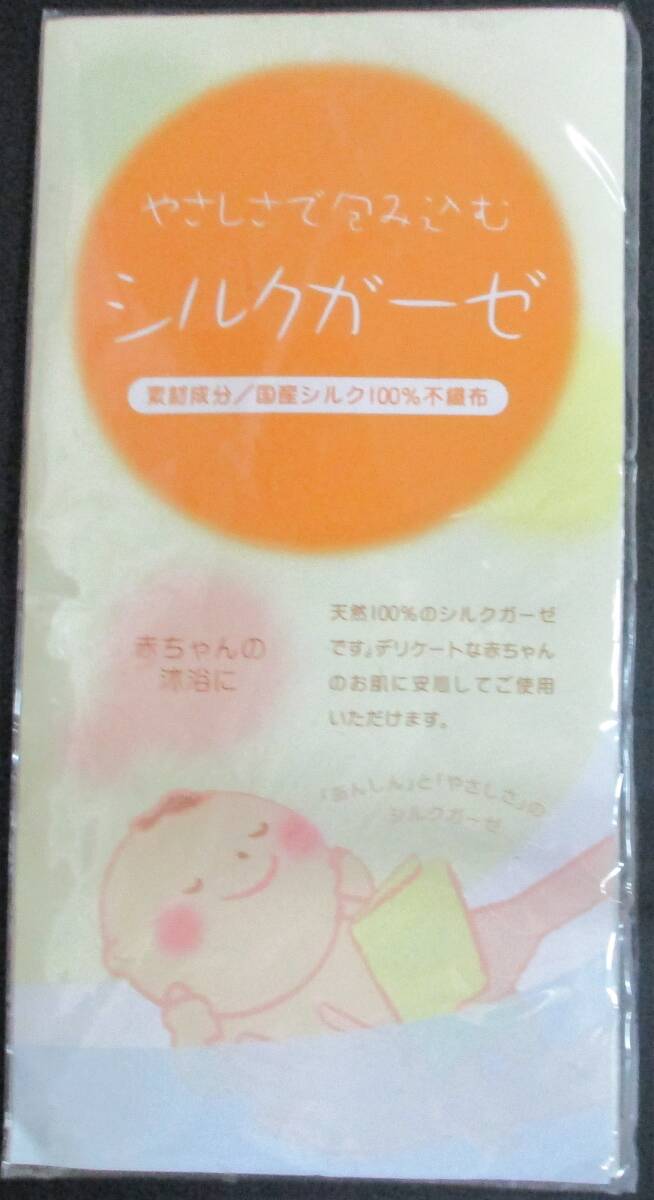 やさしさで包み込む
シルクガーゼ
素材成分/国産シルク100%不織布
赤ちゃんの
沐浴に
天然100%のシルクガーゼ
です。デリケートな赤ちゃん
のお肌に安心してご使用
いただけます。
「あんしん」と「やさしさ」の
シルクガーゼ